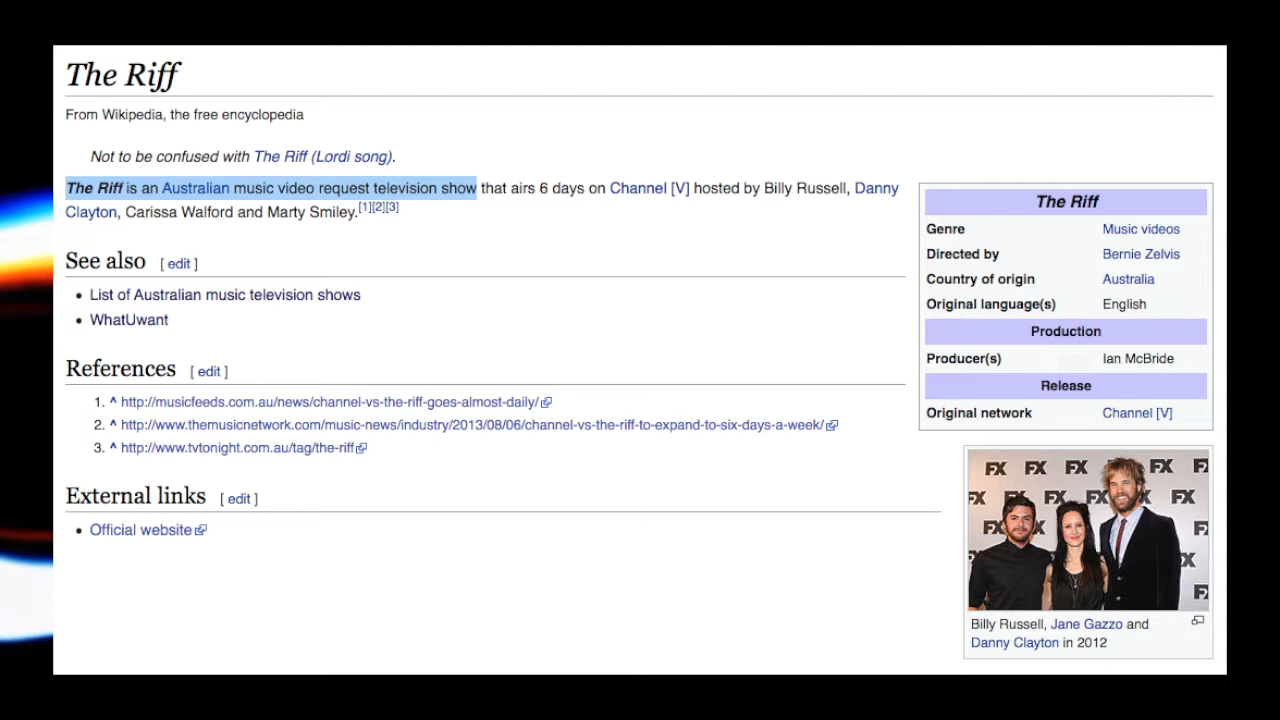 The Riff
From Wikipedia, the free encyclopedia
Not to be confused with The Riff (Lordi song).
The Riff is an Australian music video request television show that airs 6 days on Channel [V] hosted by Billy Russell, Danny
Clayton, Carissa Walford and Marty Smiley.[1][2][3]
See also [ edit ]
• List of Australian music television shows
• WhatUwant
References [ edit ]
1. ^ http://musicfeeds.com.au/news/channel-vs-the-riff-goes-almost-daily/
2. ^ http://www.themusicnetwork.com/music-news/industry/2013/08/06/channel-vs-the-riff-to-expand-to-six-days-a-week/
3. ^ http://www.tvtonight.com.au/tag/the-riff
External links [ edit ]
• Official website
The Riff
Genre Music videos
Directed by Bernie Zelvis
Country of origin Australia
Original language(s) English
Production
Producer(s) Ian McBride
Release
Original network Channel [V]
FX FX FX FX
FX FX FX FX FX
FX FX
Billy Russell, Jane Gazzo and
Danny Clayton in 2012